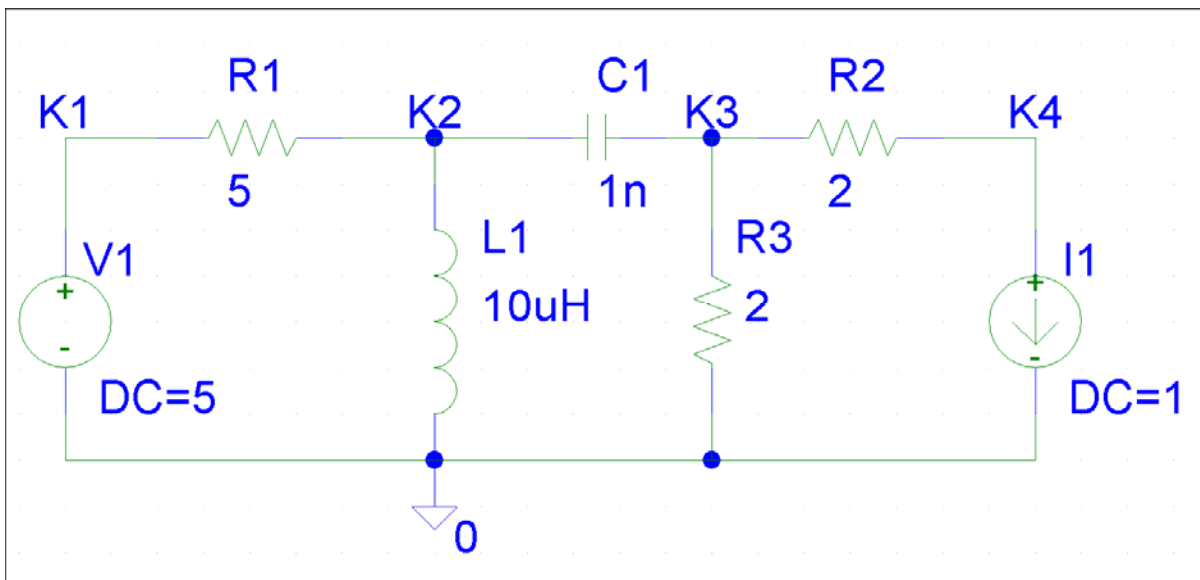 R1
C1
R2
K1
K2
K3
K4
5
1n
2
L1
R3
V1
I1
+
+
10uH
2
-
-
DC=5
DC=1
0